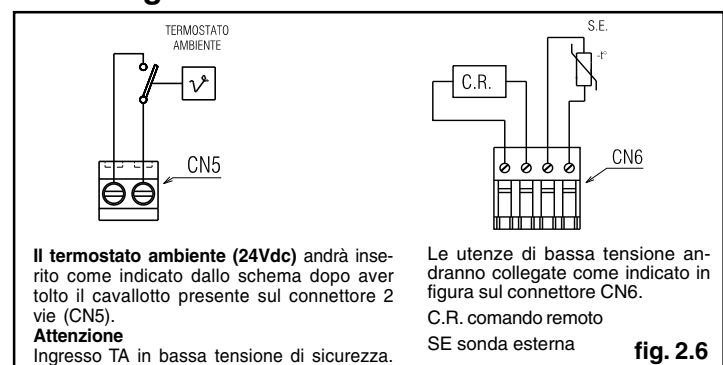 TERMOSTATO
AMBIENTE
CN5
Il termostato ambiente (24Vdc) andrà inse-
rito come indicato dallo schema dopo aver
tolto il cavallotto presente sul connettore 2
vie (CN5).
Attenzione
Ingresso TA in bassa tensione di sicurezza.
S.E.
-t°
C.R.
CN6
Le utenze di bassa tensione an-
dranno collegate come indicato in
figura sul connettore CN6.
C.R. comando remoto
SE sonda esterna
fig. 2.6